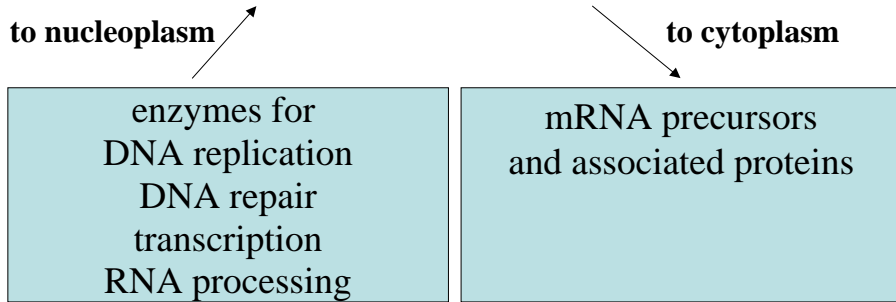 to nucleoplasm
to cytoplasm
enzymes for
DNA replication
DNA repair
transcription
RNA processing
mRNA precursors
and associated proteins